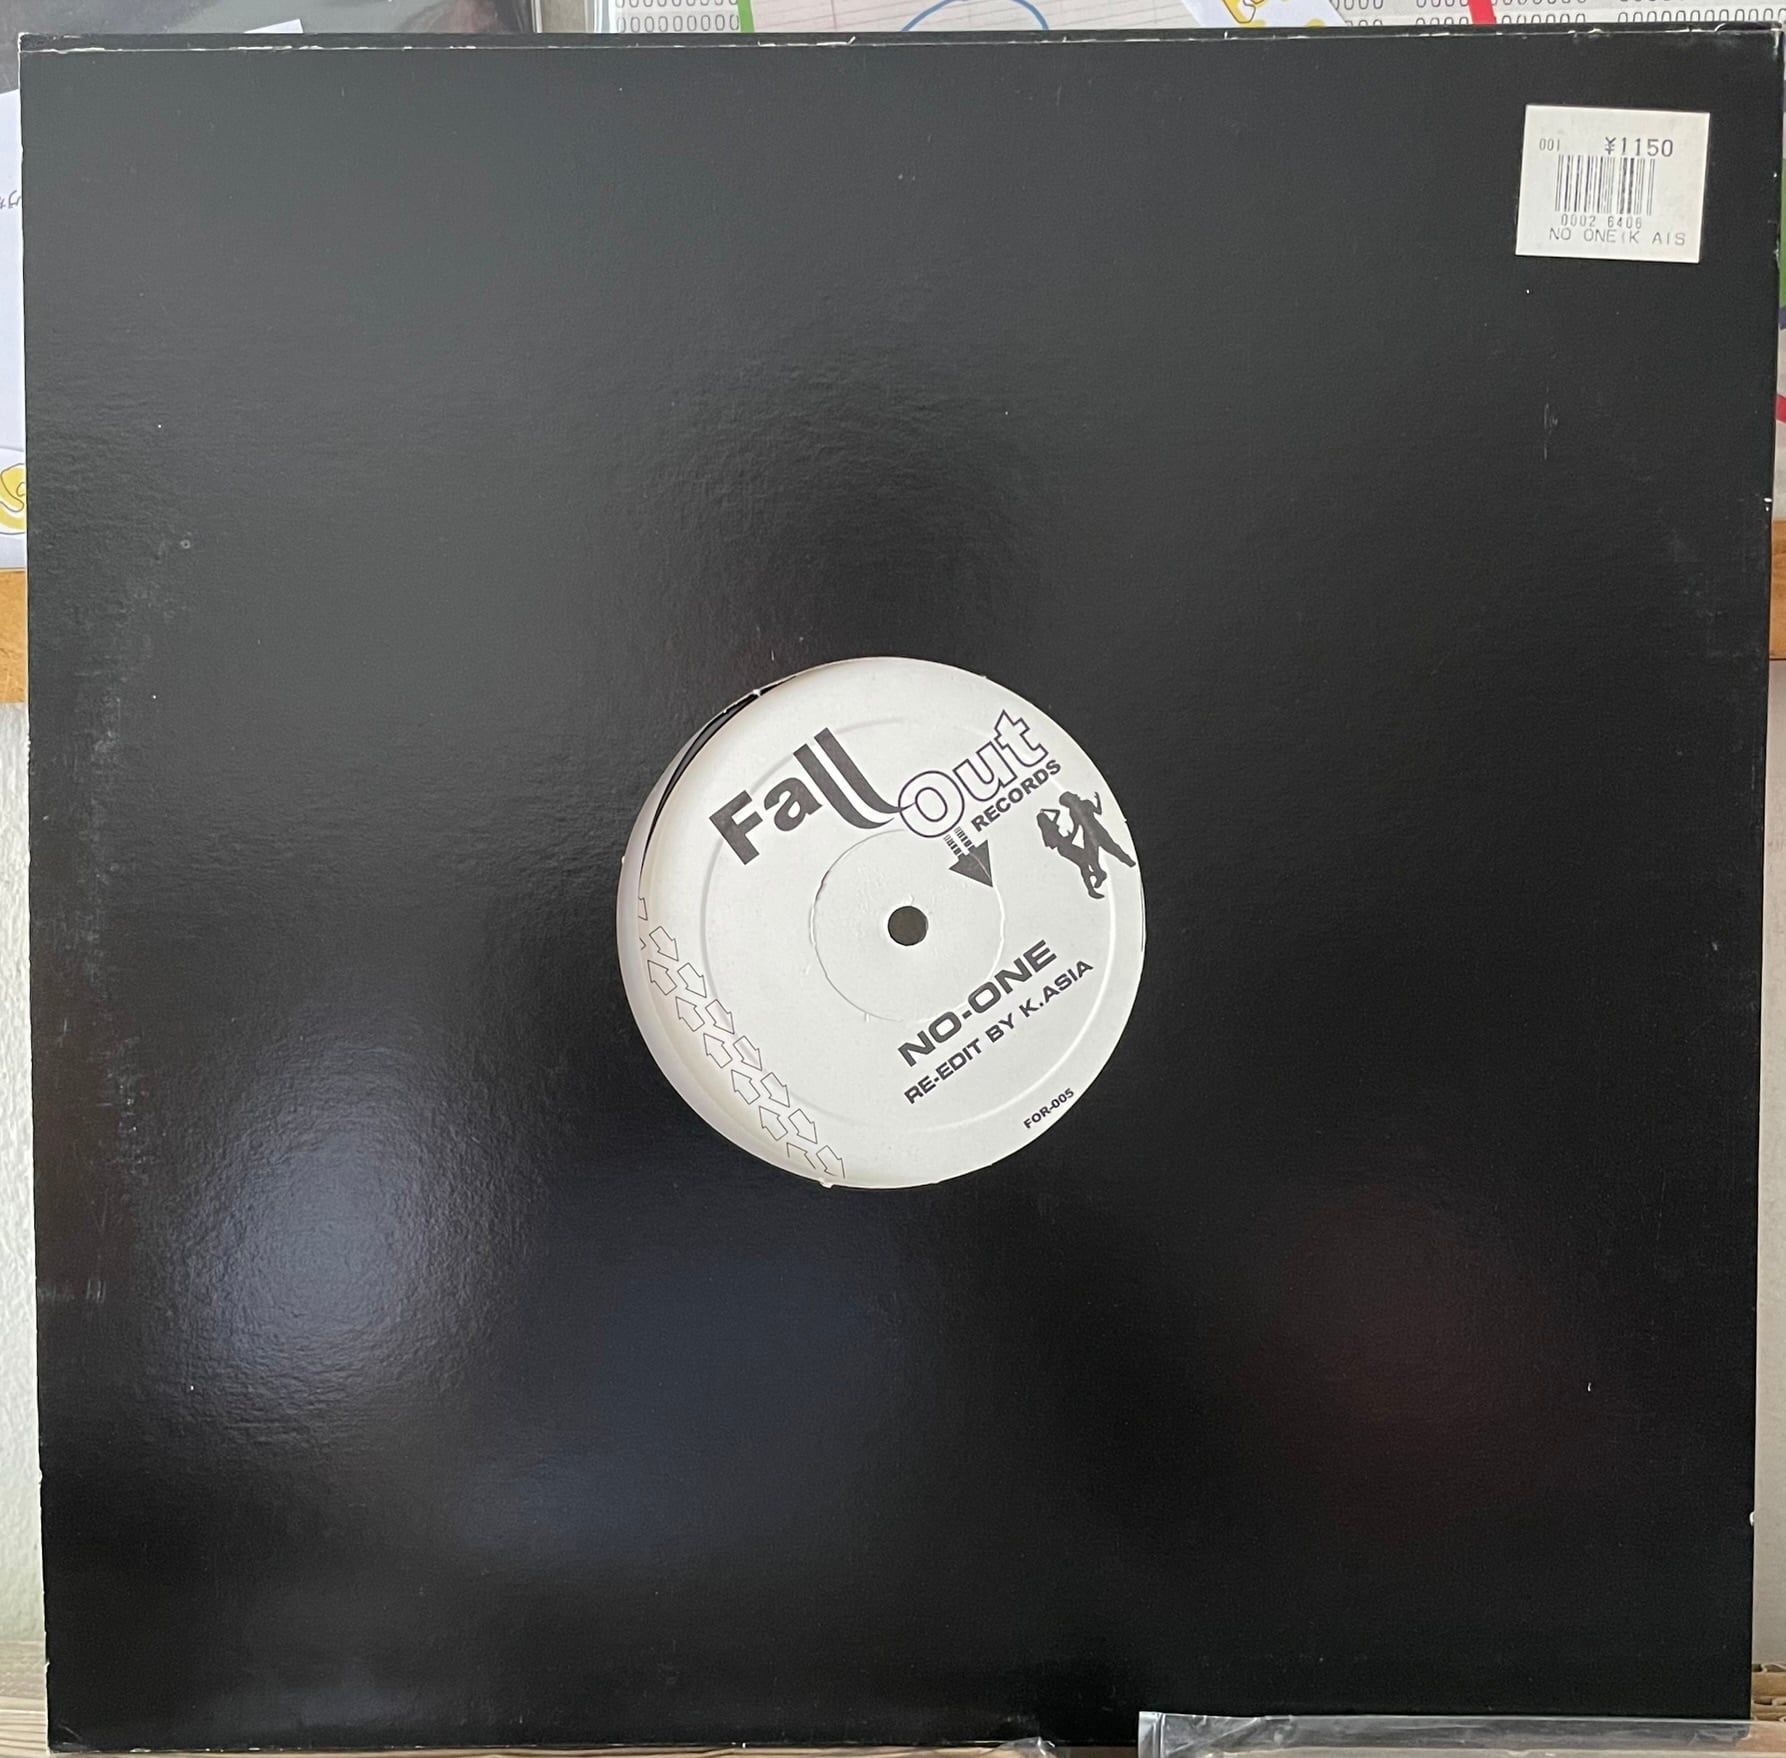 001 ¥1150
0002 6406
NO ONE(K AIS
Fall Out
RECORDS
NO-ONE
RE-EDIT BY K.ASIA
FOR-005